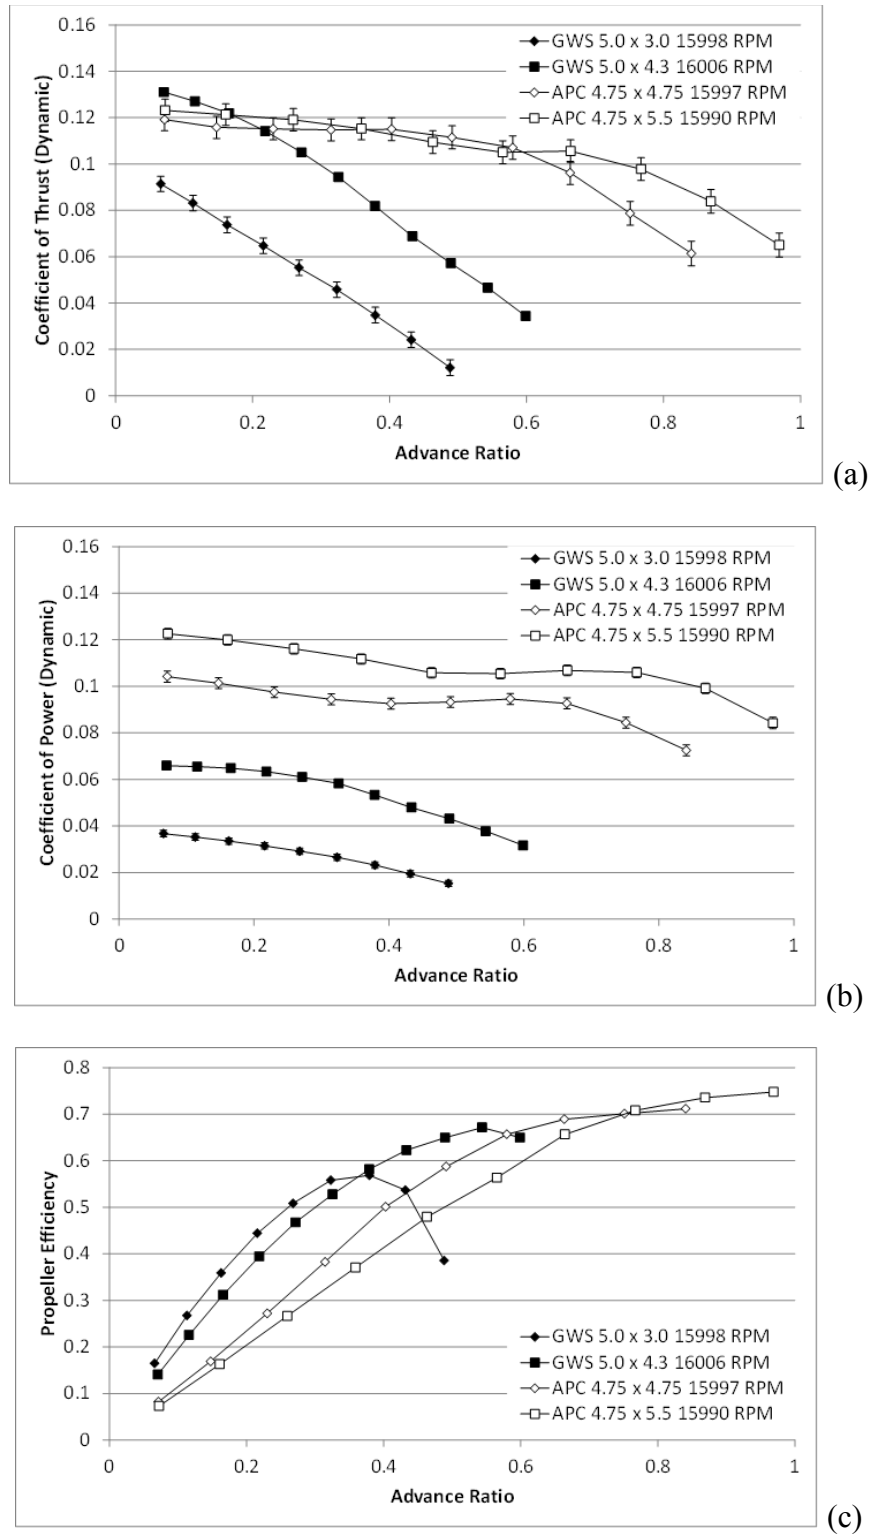 0.16
0.14
0.12
0.1
0.08
0.06
0.04
0.02
0
Coefficient of Thrust (Dynamic)
GWS 5.0 x 3.0 15998 RPM
GWS 5.0 x 4.3 16006 RPM
APC 4.75 x 4.75 15997 RPM
APC 4.75 x 5.5 15990 RPM
0 0.2 0.4 0.6 0.8 1
Advance Ratio
(a)
0.16
0.14
0.12
0.1
0.08
0.06
0.04
0.02
0
Coefficient of Power (Dynamic)
GWS 5.0 x 3.0 15998 RPM
GWS 5.0 x 4.3 16006 RPM
APC 4.75 x 4.75 15997 RPM
APC 4.75 x 5.5 15990 RPM
0 0.2 0.4 0.6 0.8 1
Advance Ratio
(b)
0.8
0.7
0.6
0.5
0.4
0.3
0.2
0.1
0
Propeller Efficiency
GWS 5.0 x 3.0 15998 RPM
GWS 5.0 x 4.3 16006 RPM
APC 4.75 x 4.75 15997 RPM
APC 4.75 x 5.5 15990 RPM
0 0.2 0.4 0.6 0.8 1
Advance Ratio
(c)